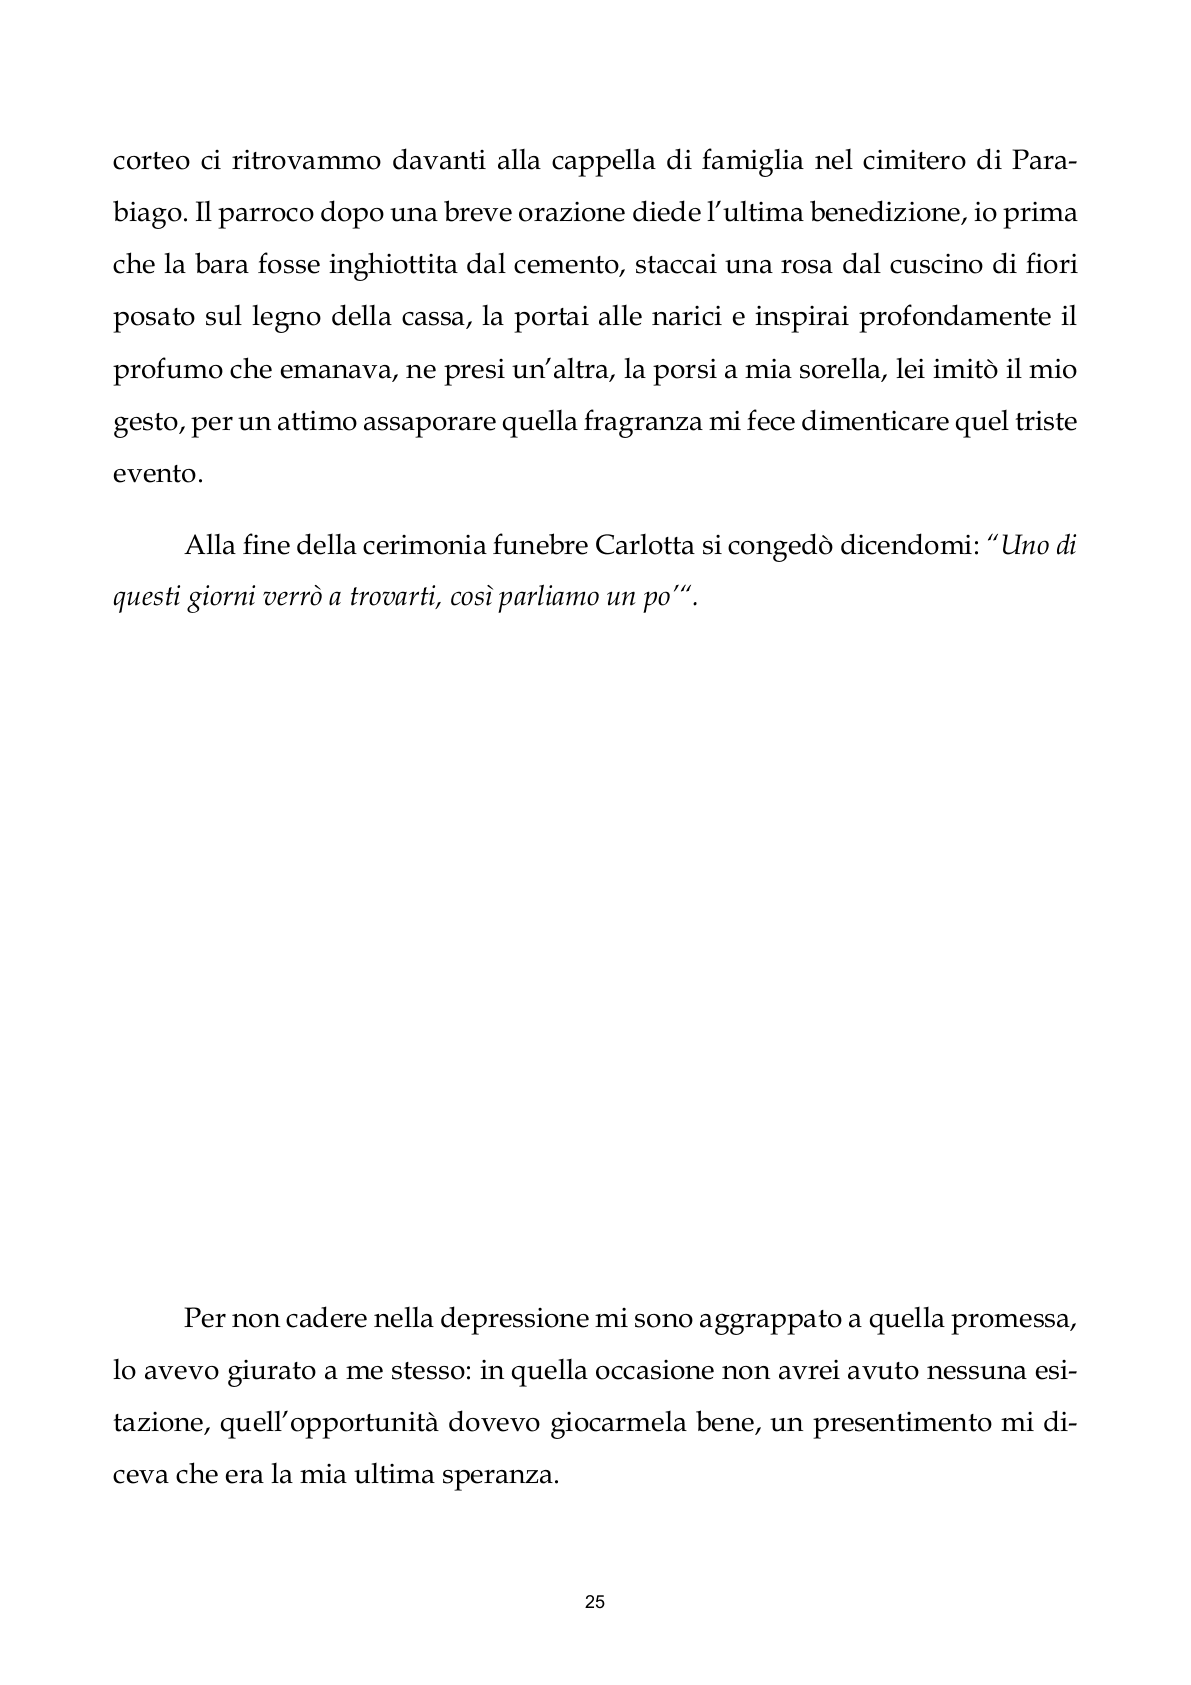 corteo ci ritrovammo davanti alla cappella di famiglia nel cimitero di Para-
biago. Il parroco dopo una breve orazione diede l’ultima benedizione, io prima
che la bara fosse inghiottita dal cemento, staccai una rosa dal cuscino di fiori
posato sul legno della cassa, la portai alle narici e inspirai profondamente il
profumo che emanava, ne presi un’altra, la porsi a mia sorella, lei imitò il mio
gesto, per un attimo assaporare quella fragranza mi fece dimenticare quel triste
evento.
Alla fine della cerimonia funebre Carlotta si congedò dicendomi: “Uno di
questi giorni verrò a trovarti, così parliamo un po’“.
Per non cadere nella depressione mi sono aggrappato a quella promessa,
lo avevo giurato a me stesso: in quella occasione non avrei avuto nessuna esi-
tazione, quell’opportunità dovevo giocarmela bene, un presentimento mi di-
ceva che era la mia ultima speranza.
25